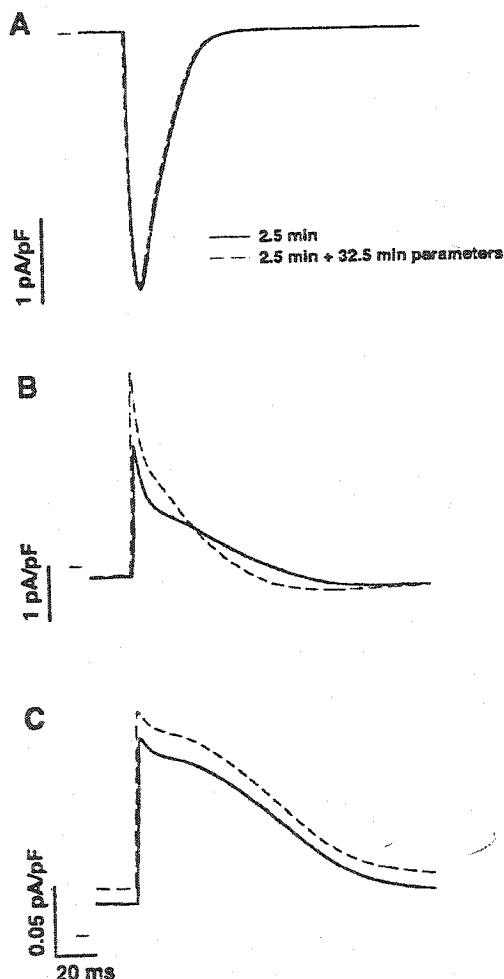 A
1 pA/pF
2.5 min
2.5 min + 32.5 min parameters
B
1 pA/pF
C
0.05 pA/pF
20 ms